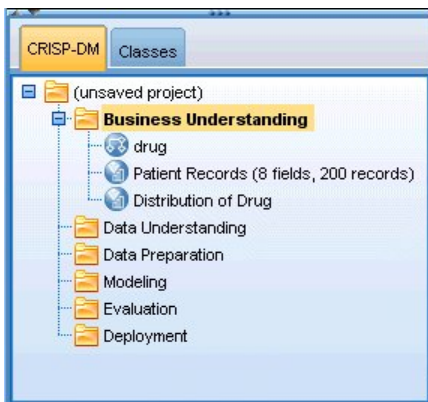 CRISP-DM Classes
(unsaved project)
Business Understanding
drug
Patient Records (8 fields, 200 records)
Distribution of Drug
Data Understanding
Data Preparation
Modeling
Evaluation
Deployment